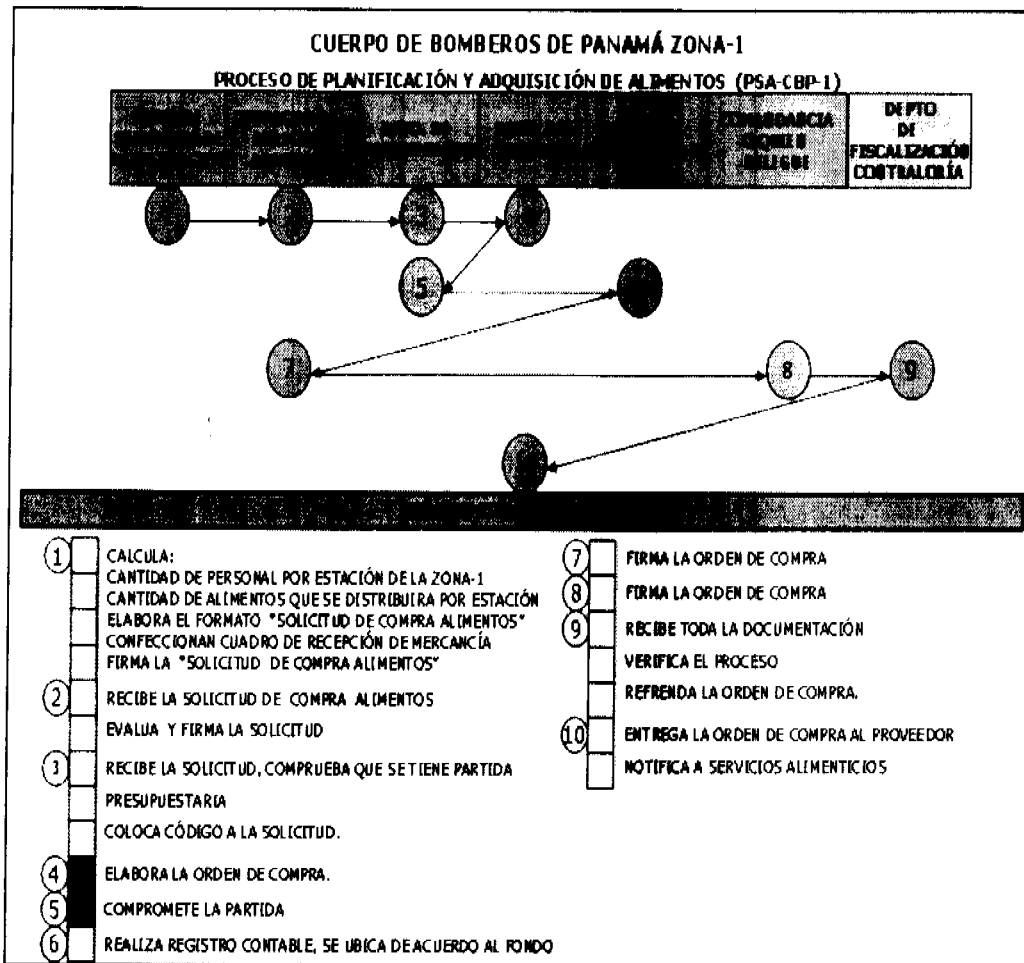 CUERPO DE BOMBEROS DE PANAMÁ ZONA-1
PROCESO DE PLANIFICACIÓN Y ADQUISICIÓN DE ALIMENTOS (PSA-CBP-1)
COMANDANCIA
DEPTO
DE
FISCALIZACIÓN
CONTRALORÍA
3
5
7
8
9
1 CALCULA:
CANTIDAD DE PERSONAL POR ESTACIÓN DE LA ZONA-1
CANTIDAD DE ALIMENTOS QUE SE DISTRIBUIRA POR ESTACIÓN
ELABORA EL FORMATO "SOLICITUD DE COMPRA ALIMENTOS"
CONFECCIONAN CUADRO DE RECEPCIÓN DE MERCANCÍA
FIRMA LA "SOLICITUD DE COMPRA ALIMENTOS"
2 RECIBE LA SOLICITUD DE COMPRA ALIMENTOS
EVALUA Y FIRMA LA SOLICITUD
3 RECIBE LA SOLICITUD, COMPRUEBA QUE SE TIENE PARTIDA
PRESUPUESTARIA
COLOCA CÓDIGO A LA SOLICITUD.
4 ELABORA LA ORDEN DE COMPRA.
5 COMPROMETE LA PARTIDA
6 REALIZA REGISTRO CONTABLE, SE UBICA DE ACUERDO AL FONDO
7 FIRMA LA ORDEN DE COMPRA
8 FIRMA LA ORDEN DE COMPRA
9 RECIBE TODA LA DOCUMENTACIÓN
VERIFICA EL PROCESO
REFRENDA LA ORDEN DE COMPRA.
10 ENTREGA LA ORDEN DE COMPRA AL PROVEEDOR
NOTIFICA A SERVICIOS ALIMENTICIOS